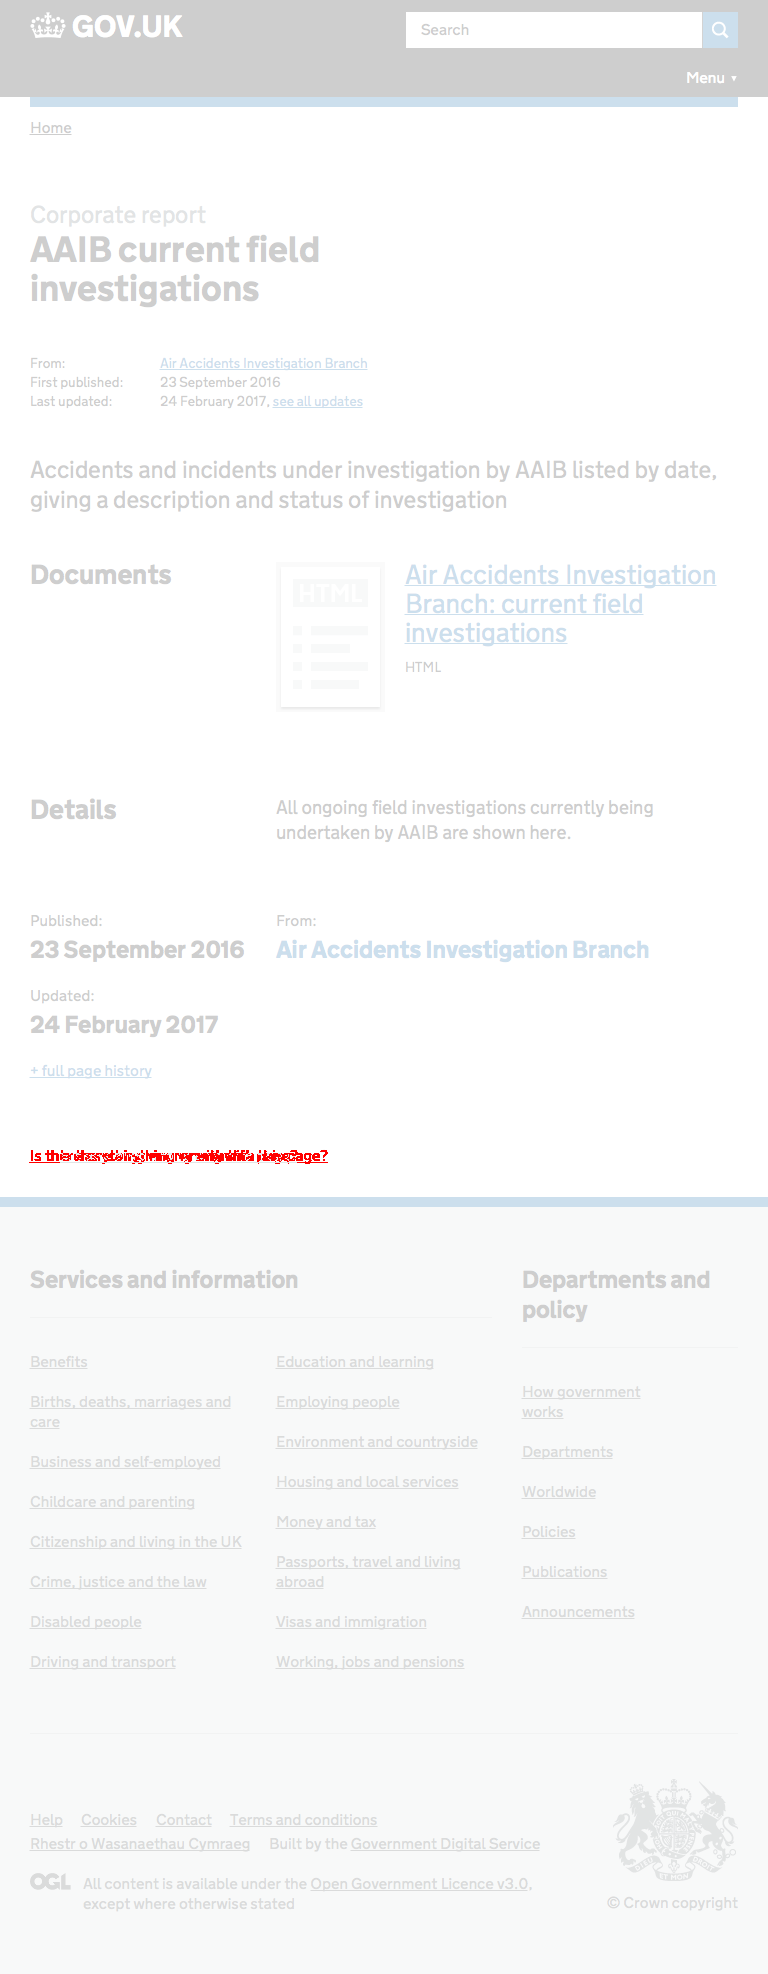 GOV.UK
Search
Menu ▼
Home
Corporate report
AAIB current field
investigations
From: Air Accidents Investigation Branch
First published: 23 September 2016
Last updated: 24 February 2017, see all updates
Accidents and incidents under investigation by AAIB listed by date,
giving a description and status of investigation
Documents
HTML
Air Accidents Investigation
Branch: current field
investigations
HTML
Details
All ongoing field investigations currently being
undertaken by AAIB are shown here.
Published:
23 September 2016
From:
Air Accidents Investigation Branch
Updated:
24 February 2017
+ full page history
Is this page?
Services and information
Benefits
Births, deaths, marriages and
care
Business and self-employed
Childcare and parenting
Citizenship and living in the UK
Crime, justice and the law
Disabled people
Driving and transport
Education and learning
Employing people
Environment and countryside
Housing and local services
Money and tax
Passports, travel and living
abroad
Visas and immigration
Working, jobs and pensions
Departments and
policy
How government
works
Departments
Worldwide
Policies
Publications
Announcements
Help Cookies Contact Terms and conditions
Rhestr o Wasanaethau Cymraeg Built by the Government Digital Service
OGL All content is available under the Open Government Licence v3.0,
except where otherwise stated
© Crown copyright